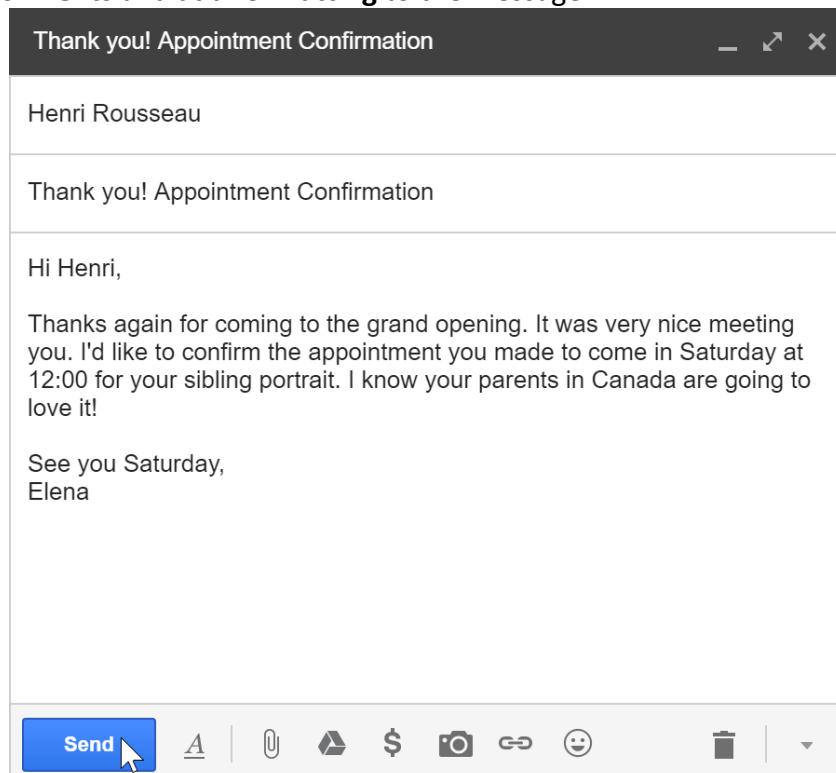 to the message
Thank you! Appointment Confirmation
Henri Rousseau
Thank you! Appointment Confirmation
Hi Henri,
Thanks again for coming to the grand opening. It was very nice meeting
you. I'd like to confirm the appointment you made to come in Saturday at
12:00 for your sibling portrait. I know your parents in Canada are going to
love it!
See you Saturday,
Elena
Send A $